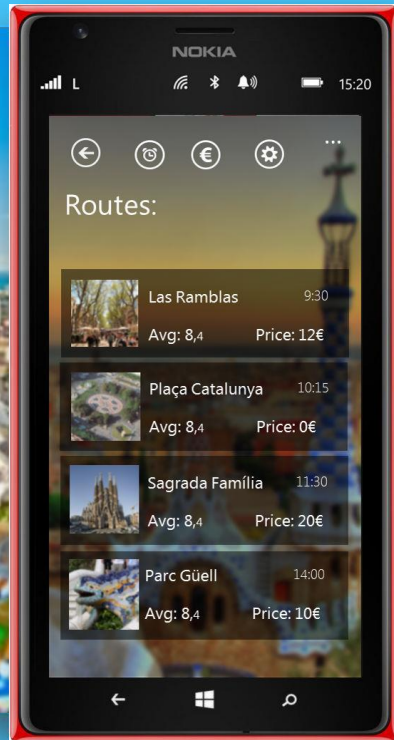 NOKIA
L 15:20
€
Routes:
Las Ramblas 9:30
Avg: 8,4 Price: 12€
Plaça Catalunya 10:15
Avg: 8,4 Price: 0€
Sagrada Família 11:30
Avg: 8,4 Price: 20€
Parc Güell 14:00
Avg: 8,4 Price: 10€